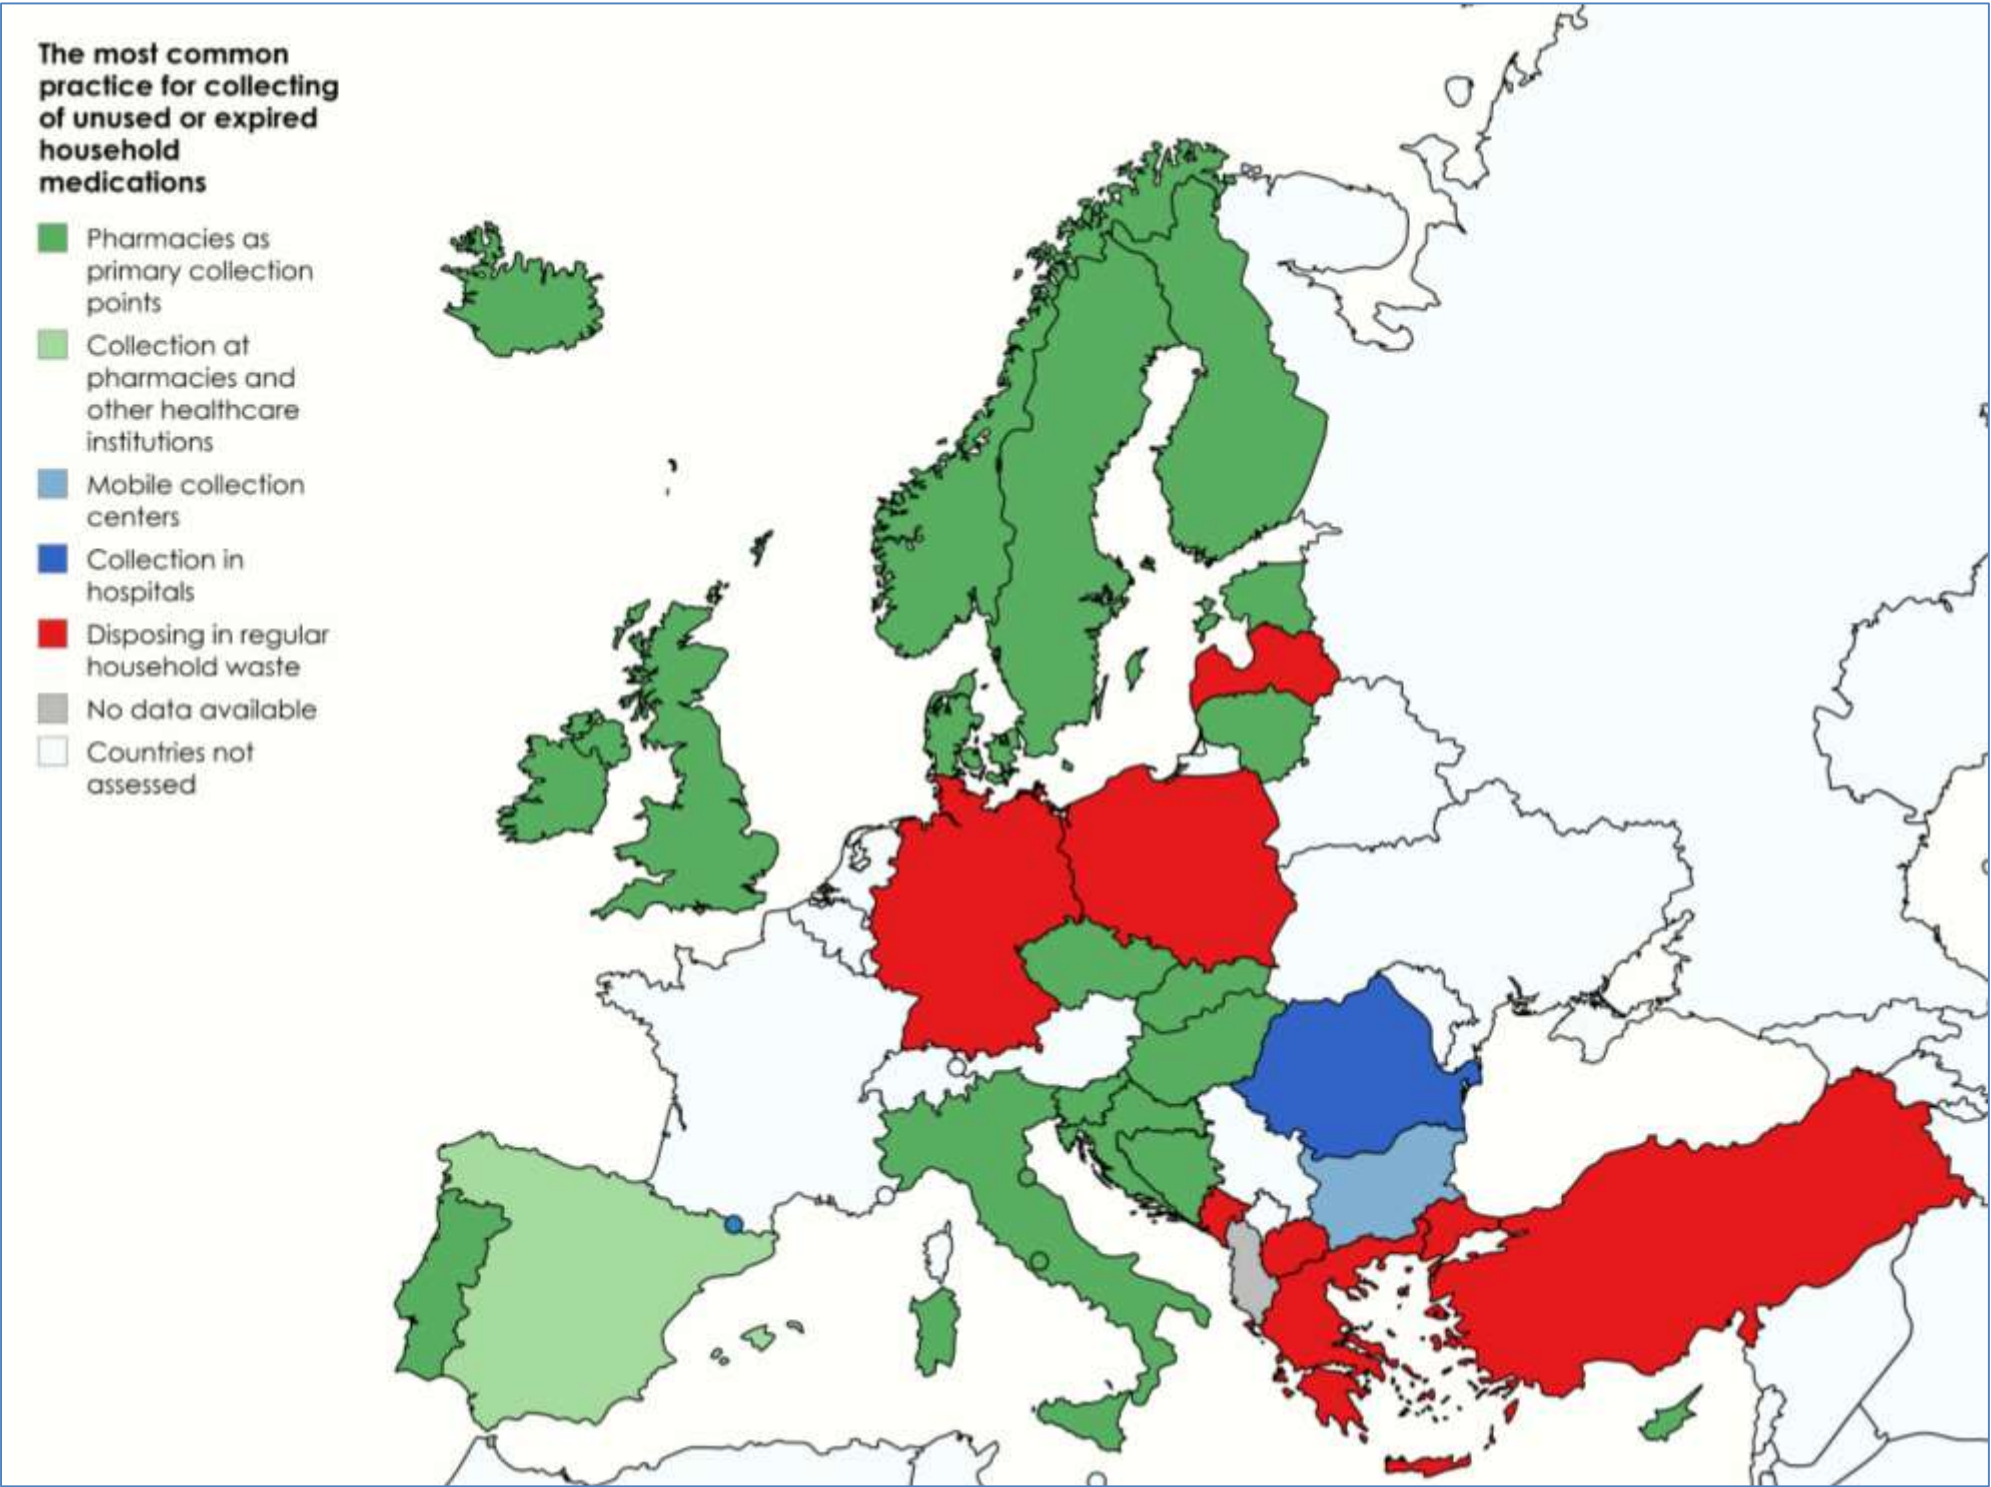 The most common
practice for collecting
of unused or expired
household
medications
Pharmacies as
primary collection
points
Collection at
pharmacies and
other healthcare
institutions
Mobile collection
centers
Collection in
hospitals
Disposing in regular
household waste
No data available
Countries not
assessed